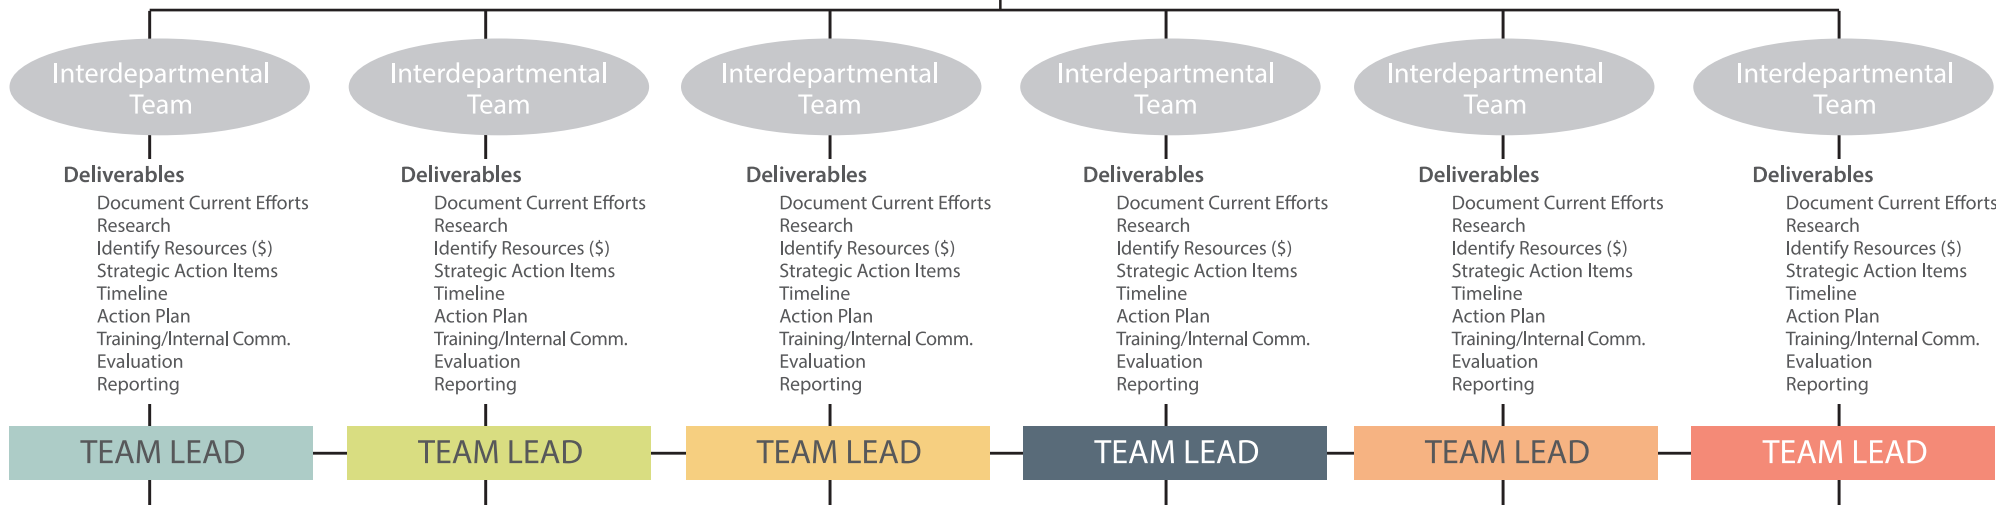 Interdepartmental
Team
Deliverables
Document Current Efforts
Research
Identify Resources ($)
Strategic Action Items
Timeline
Action Plan
Training/Internal Comm.
Evaluation
Reporting
TEAM LEAD
Interdepartmental
Team
Deliverables
Document Current Efforts
Research
Identify Resources ($)
Strategic Action Items
Timeline
Action Plan
Training/Internal Comm.
Evaluation
Reporting
TEAM LEAD
Interdepartmental
Team
Deliverables
Document Current Efforts
Research
Identify Resources ($)
Strategic Action Items
Timeline
Action Plan
Training/Internal Comm.
Evaluation
Reporting
TEAM LEAD
Interdepartmental
Team
Deliverables
Document Current Efforts
Research
Identify Resources ($)
Strategic Action Items
Timeline
Action Plan
Training/Internal Comm.
Evaluation
Reporting
TEAM LEAD
Interdepartmental
Team
Deliverables
Document Current Efforts
Research
Identify Resources ($)
Strategic Action Items
Timeline
Action Plan
Training/Internal Comm.
Evaluation
Reporting
TEAM LEAD
Interdepartmental
Team
Deliverables
Document Current Efforts
Research
Identify Resources ($)
Strategic Action Items
Timeline
Action Plan
Training/Internal Comm.
Evaluation
Reporting
TEAM LEAD